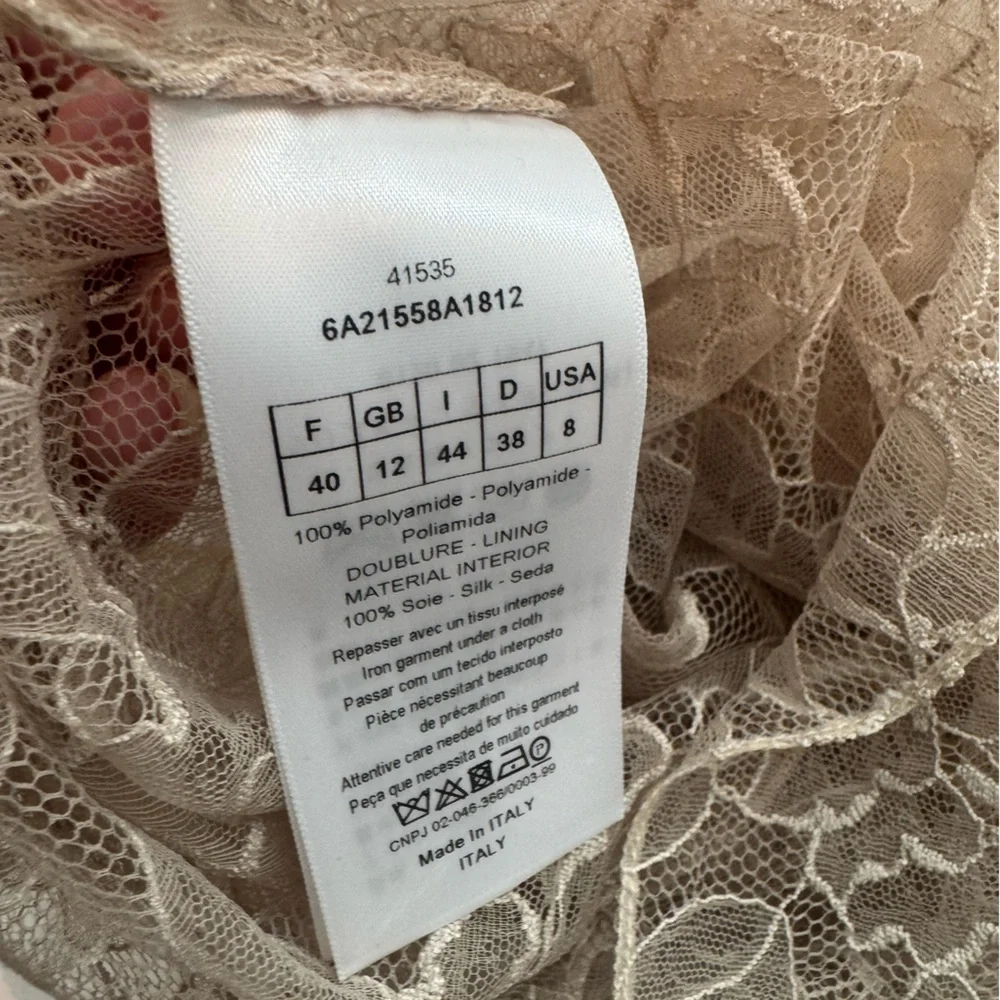 41535
6A21558A1812
F GB I D USA
40 12 44 38 8
100% Polyamide - Polyamide -
Poliamida
DOUBLURE - LINING
MATERIAL INTERIOR
100% Soie - Silk - Seda
Repasser avec un tissu interposé
Iron garment under a cloth
Passar com um tecido interposto
Pièce nécessitant beaucoup
de précaution
Attentive care needed for this garment
Peça que necessita de muito cuidado
P
CNPJ 02-046-366/0003-99
Made In ITALY
ITALY